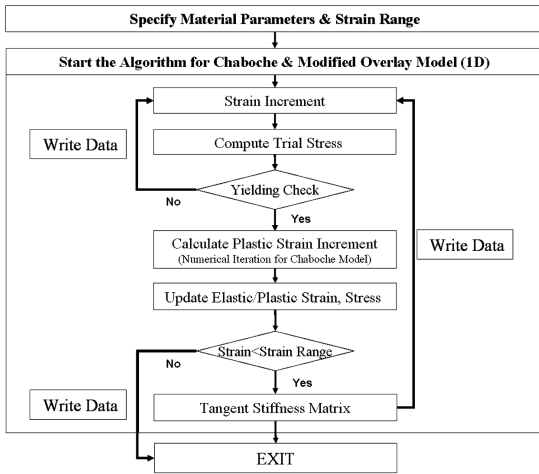 Specify Material Parameters & Strain Range
Start the Algorithm for Chaboche & Modified Overlay Model (1D)
Strain Increment
Write Data
Compute Trial Stress
Yielding Check
No
Yes
Calculate Plastic Strain Increment
(Numerical Iteration for Chaboche Model)
Write Data
Update Elastic/Plastic Strain, Stress
Strain<Strain Range
No
Yes
Write Data
Tangent Stiffness Matrix
EXIT